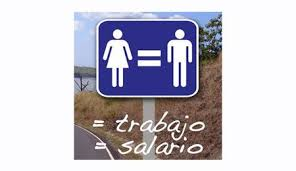 =
= trabajo
= salario